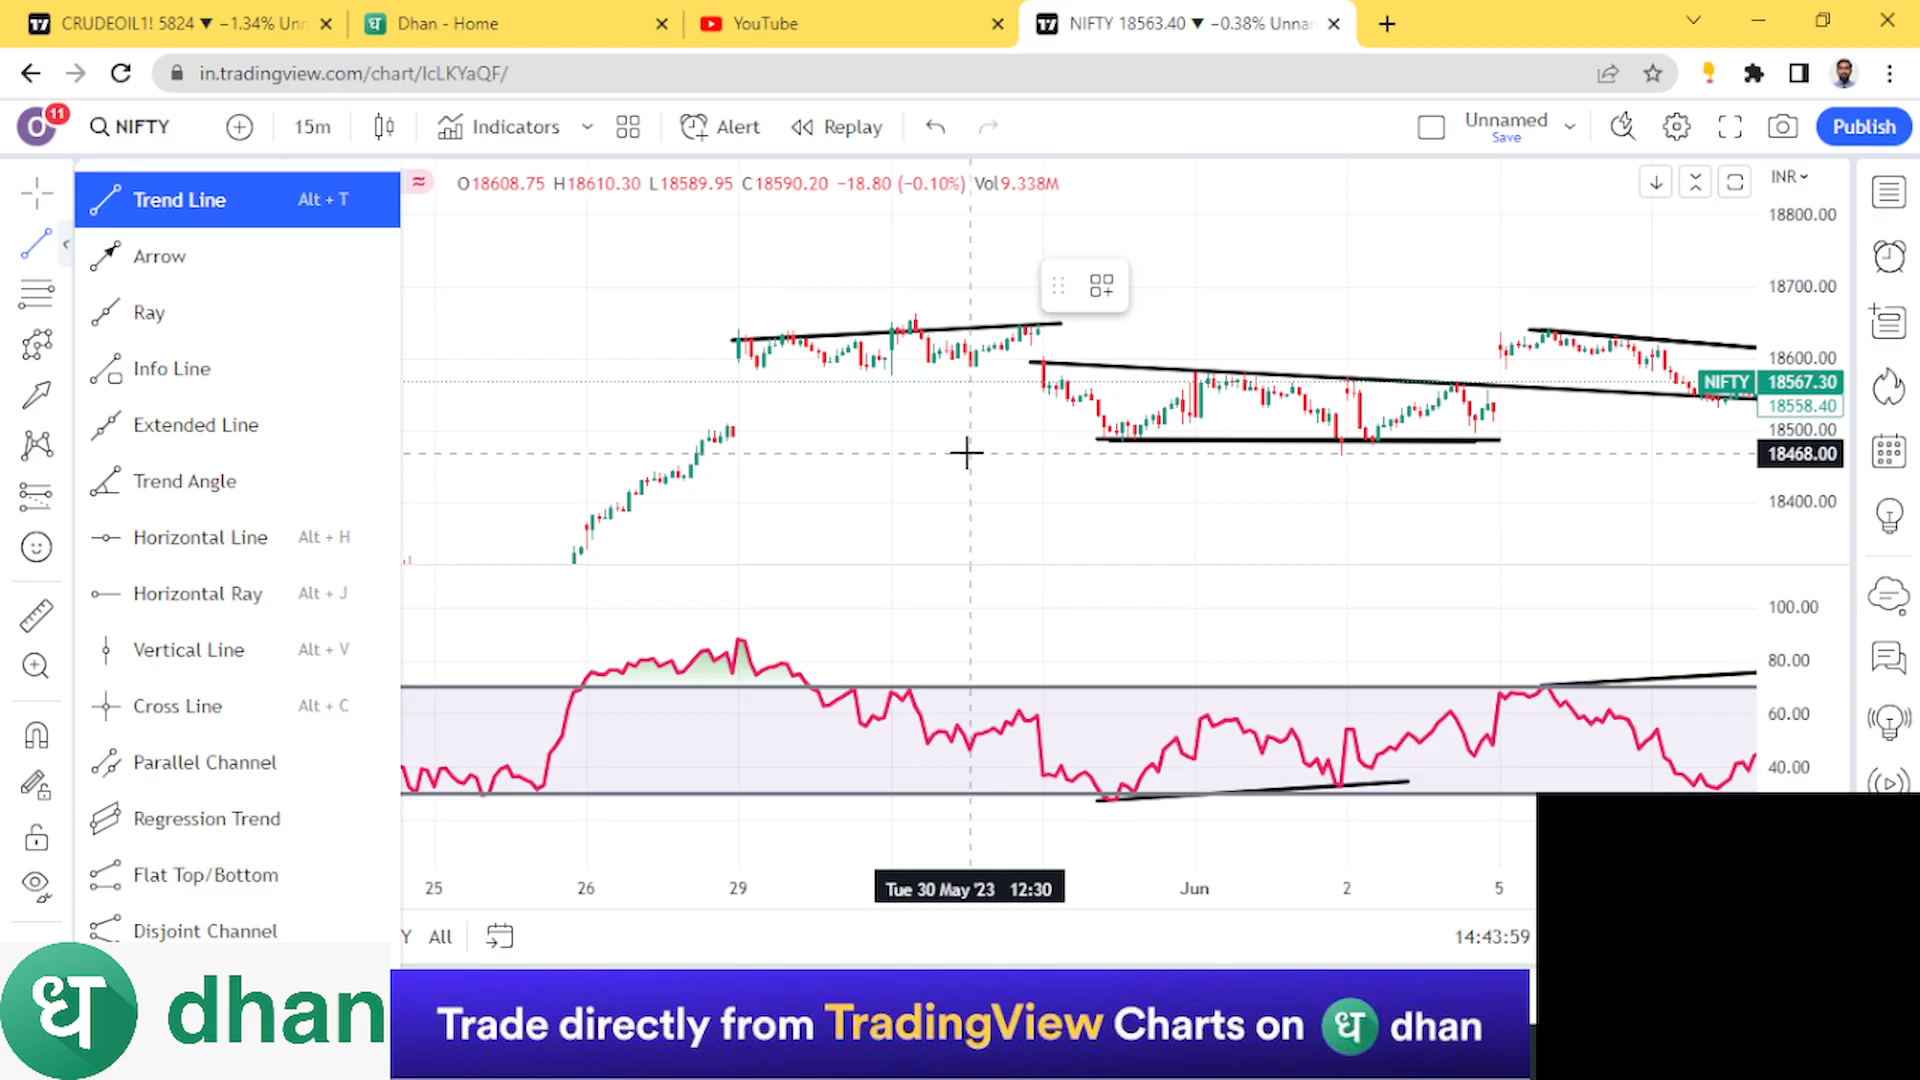 CRUDEOIL1! 5824 ▼ −1.34% Unn
Dhan - Home
YouTube
NIFTY 18563.40 ▼ −0.38% Unnar
in.tradingview.com/chart/IcLKYaQF/
O
11
NIFTY
15m
Indicators
Alert
Replay
Unnamed
Save
Publish
O18608.75 H18610.30 L18589.95 C18590.20 −18.80 (−0.10%) Vol9.338M
INR
Trend Line Alt + T
Arrow
Ray
Info Line
Extended Line
Trend Angle
Horizontal Line Alt + H
Horizontal Ray Alt + J
Vertical Line Alt + V
Cross Line Alt + C
Parallel Channel
Regression Trend
Flat Top/Bottom
Disjoint Channel
18800.00
18700.00
18600.00
NIFTY 18567.30
18558.40
18500.00
18468.00
18400.00
100.00
80.00
60.00
40.00
25
26
29
Tue 30 May '23 12:30
Jun
2
5
Y All
14:43:59
ध dhan
Trade directly from TradingView Charts on ध dhan